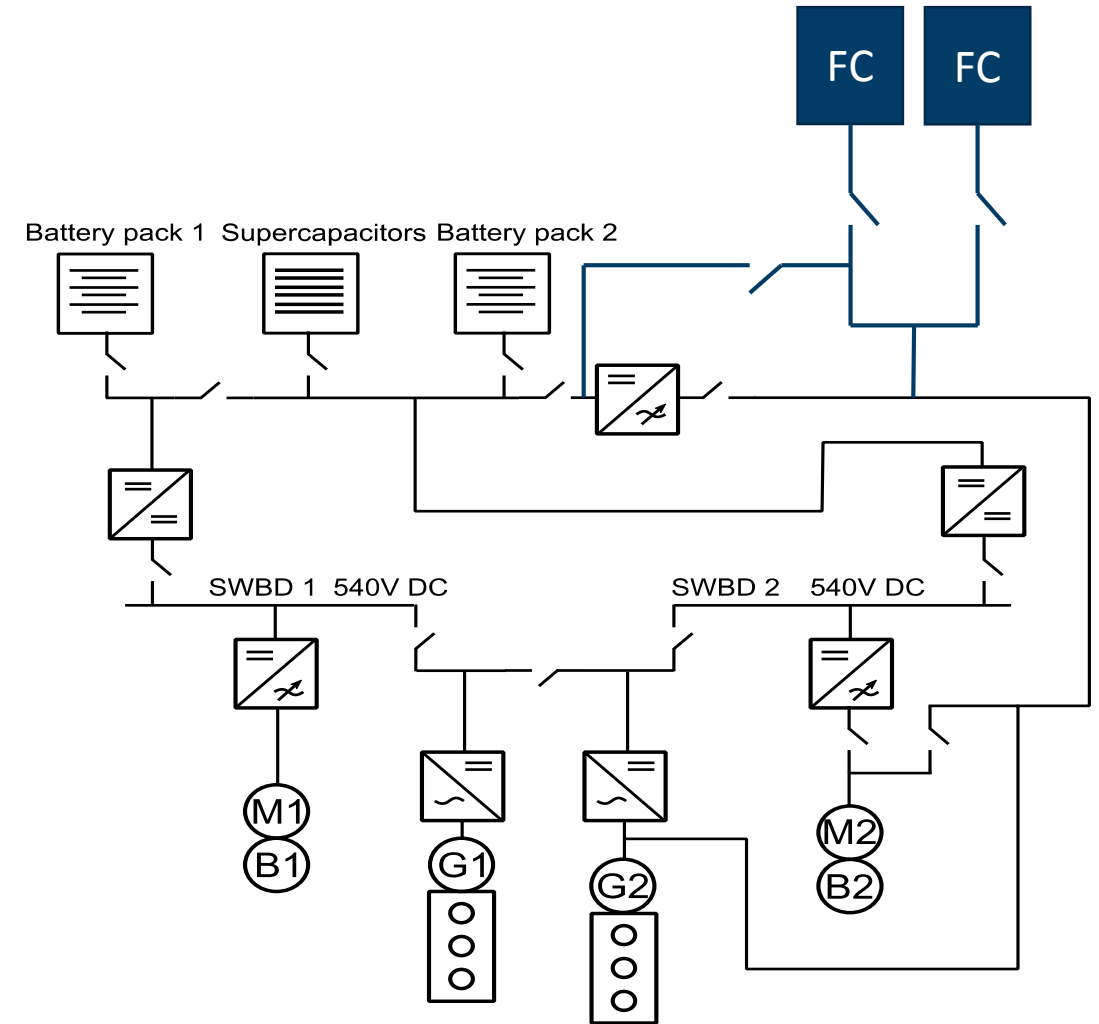 FC FC
Battery pack 1 Supercapacitors Battery pack 2
SWBD 1 540V DC
SWBD 2 540V DC
M1
B1
G1
G2
M2
B2